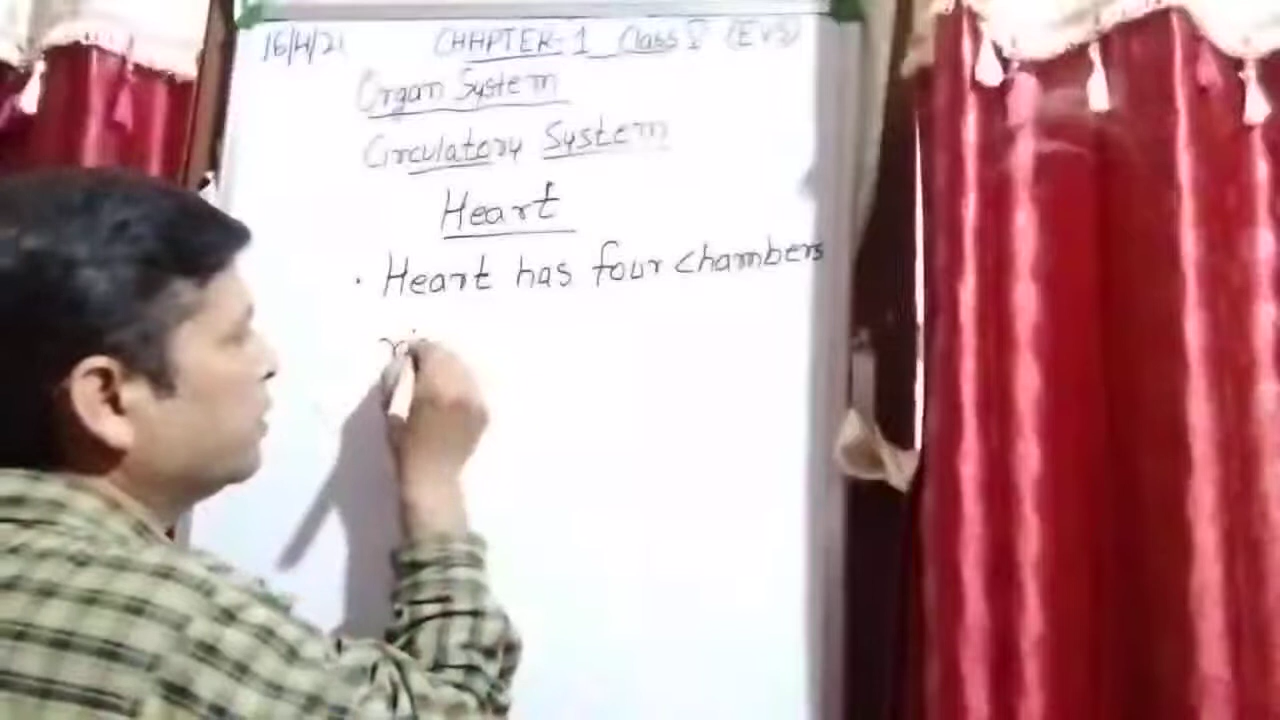 16/4/21 CHAPTER-1 Class V (EVS)
Organ System
Circulatory System
Heart
· Heart has four chambers